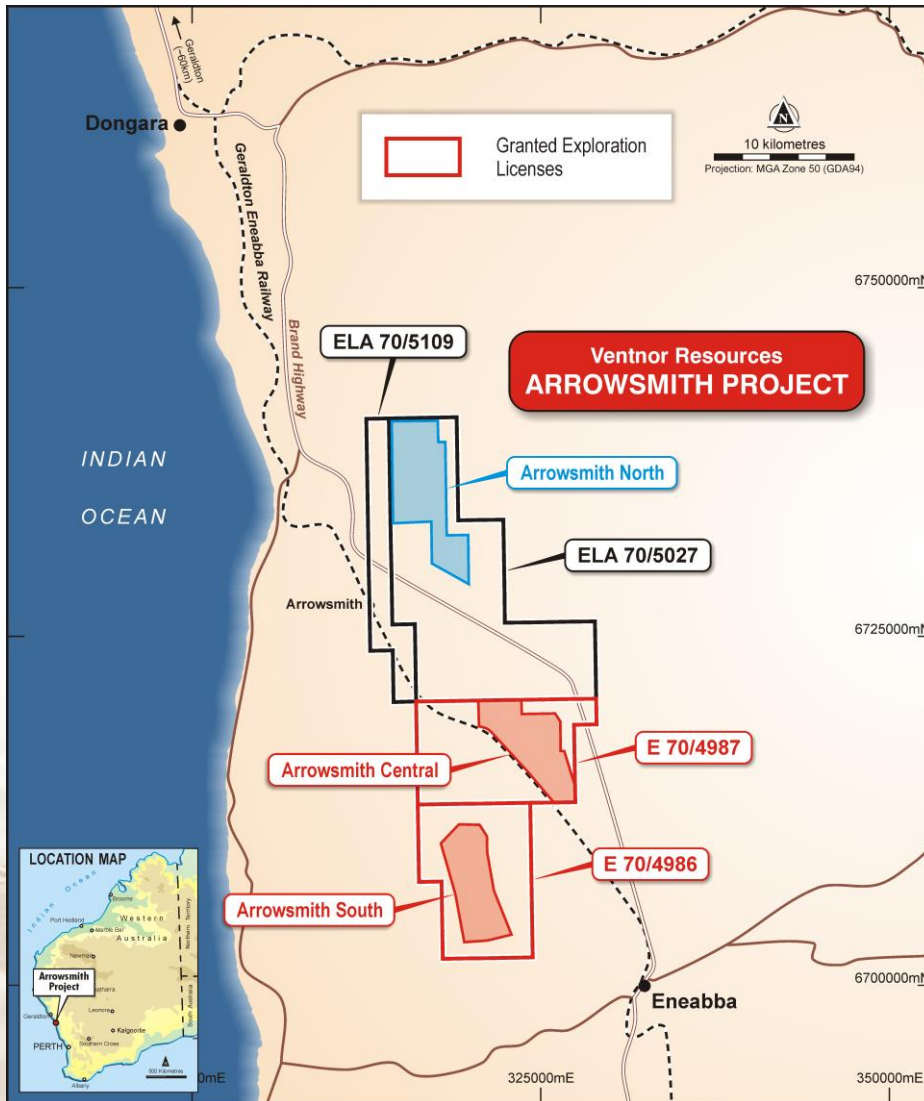 Geraldton
(~60km)
Dongara
Granted Exploration
Licenses
N
10 kilometres
Projection: MGA Zone 50 (GDA94)
Geraldton Eneabba Railway
Brand Highway
6750000mN
ELA 70/5109
Ventnor Resources
ARROWSMITH PROJECT
INDIAN
OCEAN
Arrowsmith North
ELA 70/5027
Arrowsmith
6725000mN
E 70/4987
Arrowsmith Central
E 70/4986
Arrowsmith South
6700000mN
Eneabba
LOCATION MAP
Indian Ocean
Broome
Port Hedland
Western
Australia
Marble Bar
Northern Territory
Newman
Arrowsmith
Project
Leonora
Geraldton
Kalgoorlie
South Australia
PERTH
Southern Cross
Albany
N
500 Kilometres
325000mE
350000